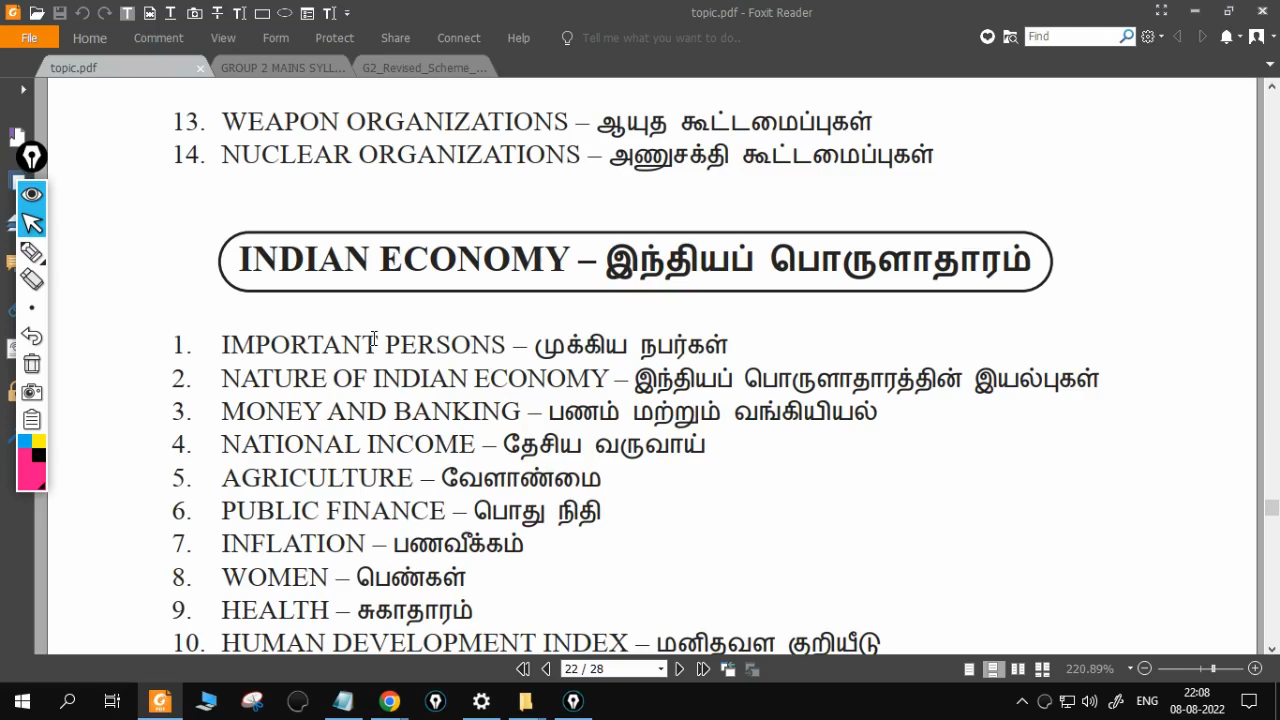 topic.pdf - Foxit Reader
File Home Comment View Form Protect Share Connect Help Tell me what you want to do.. Find
topic.pdf GROUP 2 MAINS SYLL... G2_Revised_Scheme_...
13. WEAPON ORGANIZATIONS – ஆயுத கூட்டமைப்புகள்
14. NUCLEAR ORGANIZATIONS – அணுசக்தி கூட்டமைப்புகள்
INDIAN ECONOMY – இந்தியப் பொருளாதாரம்
1. IMPORTANT PERSONS – முக்கிய நபர்கள்
2. NATURE OF INDIAN ECONOMY – இந்தியப் பொருளாதாரத்தின் இயல்புகள்
3. MONEY AND BANKING – பணம் மற்றும் வங்கியியல்
4. NATIONAL INCOME – தேசிய வருவாய்
5. AGRICULTURE – வேளாண்மை
6. PUBLIC FINANCE – பொது நிதி
7. INFLATION – பணவீக்கம்
8. WOMEN – பெண்கள்
9. HEALTH – சுகாதாரம்
10. HUMAN DEVELOPMENT INDEX – மனிதவள குறியீடு
22 / 28 220.89%
ENG 22:08
08-08-2022